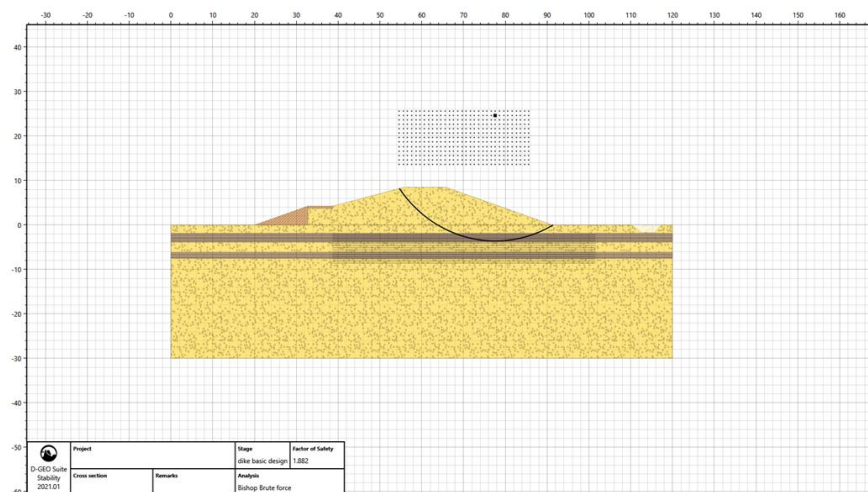 -30 -20 -10 0 10 20 30 40 50 60 70 80 90 100 110 120 130 140 150 160
40
30
20
10
0
-10
-20
-30
-40
-50
-60
D-GEO Suite
Stability
2021.01
Project
Stage
dike basic design
Factor of Safety
1.882
Cross section
Remarks
Analysis
Bishop Brute force